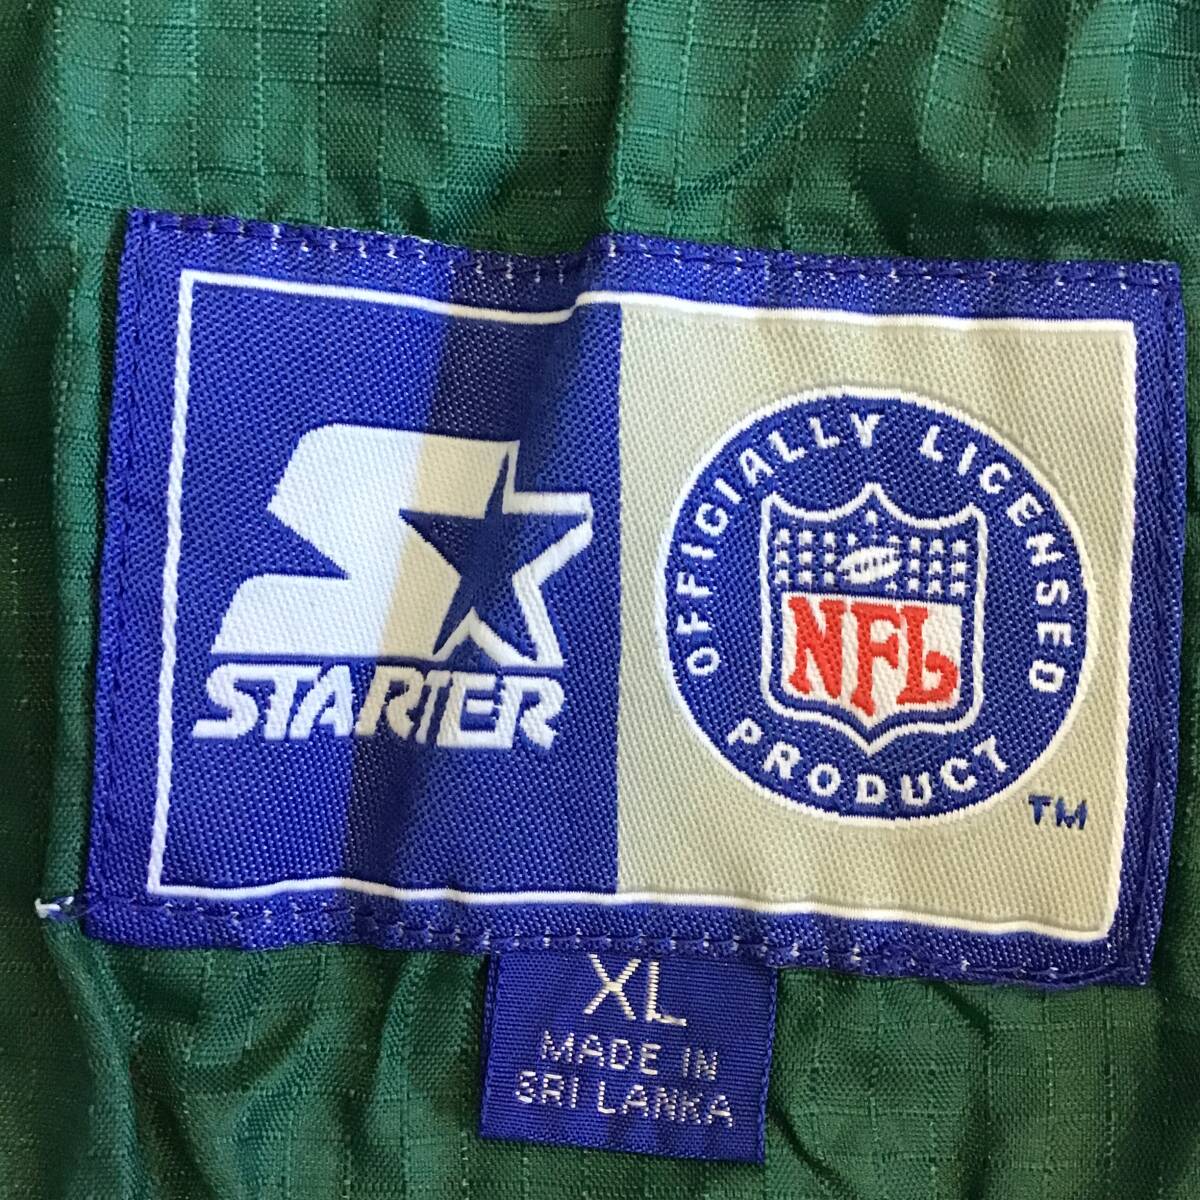 STARTER
OFFICIALLY LICENSED
PRODUCT
NFL
TM
XL
MADE IN
SRI LANKA